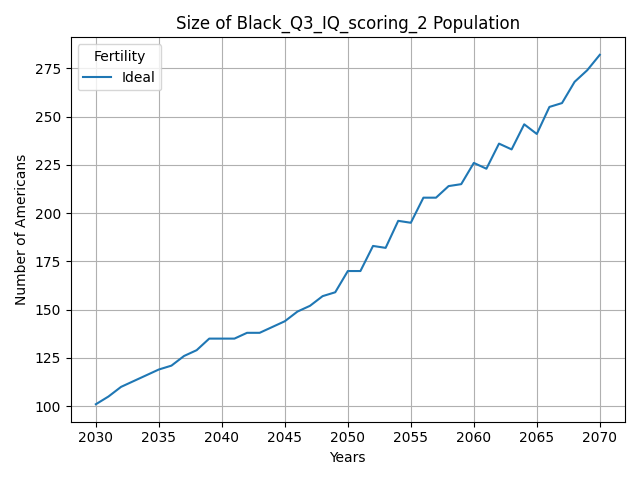 Size of Black_Q3_IQ_scoring_2 Population
Fertility
Ideal
Number of Americans
275
250
225
200
175
150
125
100
2030 2035 2040 2045 2050 2055 2060 2065 2070
Years